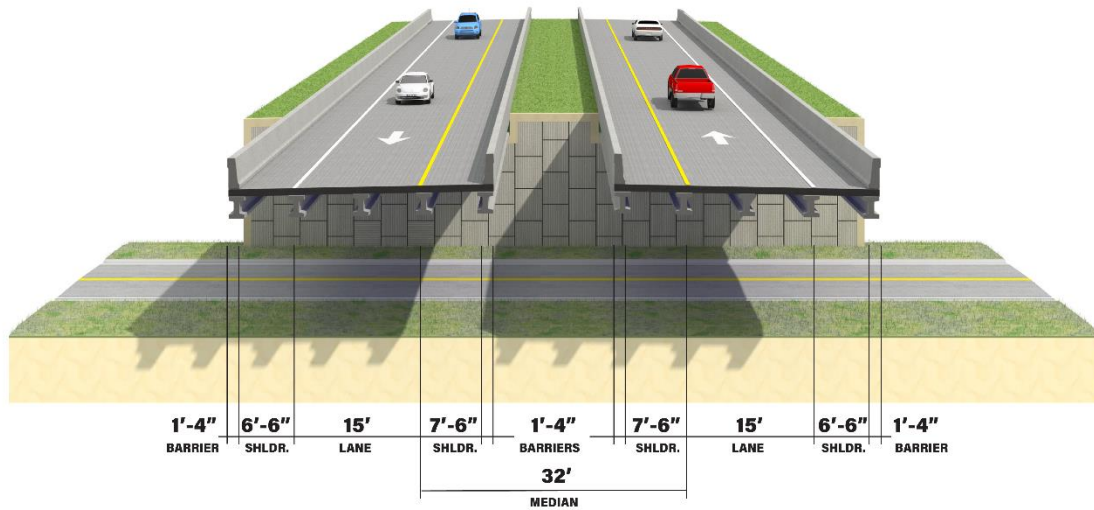 1'-4" 6'-6" 15' 7'-6" 1'-4" 7'-6" 15' 6'-6" 1'-4"
BARRIER SHLDR. LANE SHLDR. BARRIERS SHLDR. LANE SHLDR. BARRIER
32'
MEDIAN